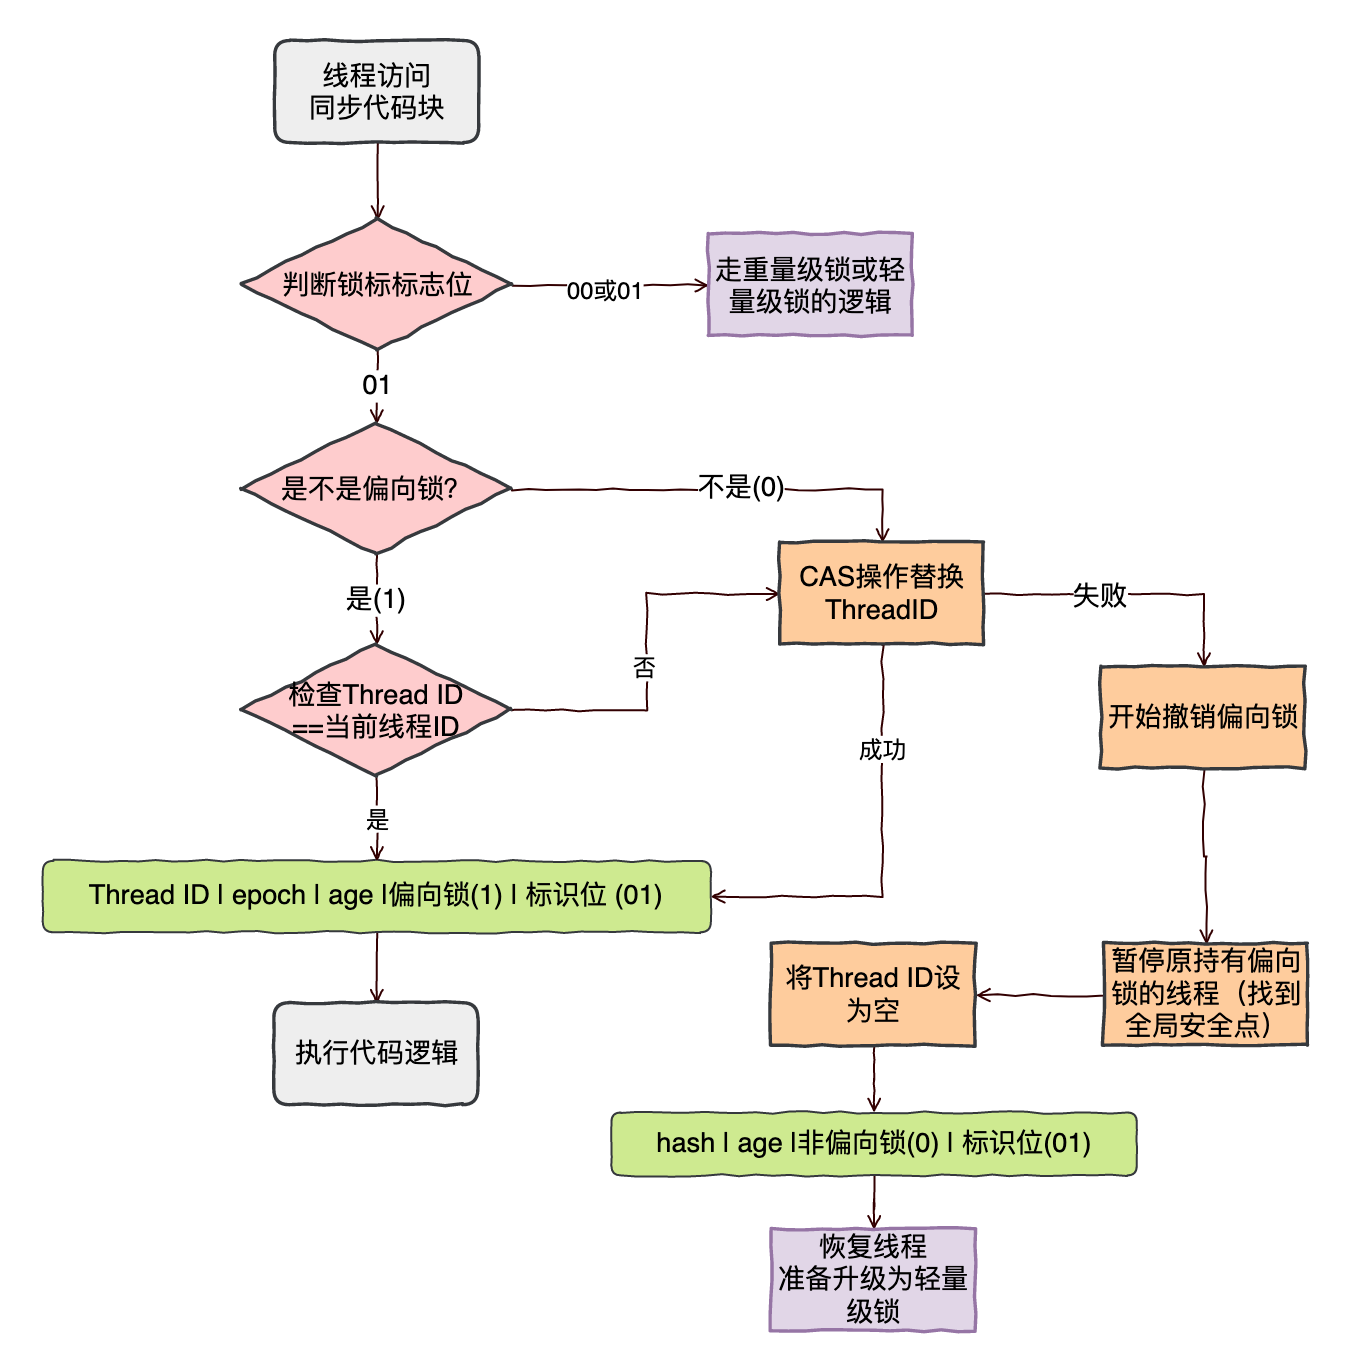 线程访问
同步代码块
判断锁标标志位
00或01
走重量级锁或轻
量级锁的逻辑
01
是不是偏向锁?
不是(0)
CAS操作替换
ThreadID
失败
是(1)
否
检查Thread ID
==当前线程ID
开始撤销偏向锁
成功
是
Thread ID | epoch | age |偏向锁(1) | 标识位 (01)
将Thread ID设
为空
暂停原持有偏向
锁的线程（找到
全局安全点）
执行代码逻辑
hash | age |非偏向锁(0) | 标识位(01)
恢复线程
准备升级为轻量
级锁